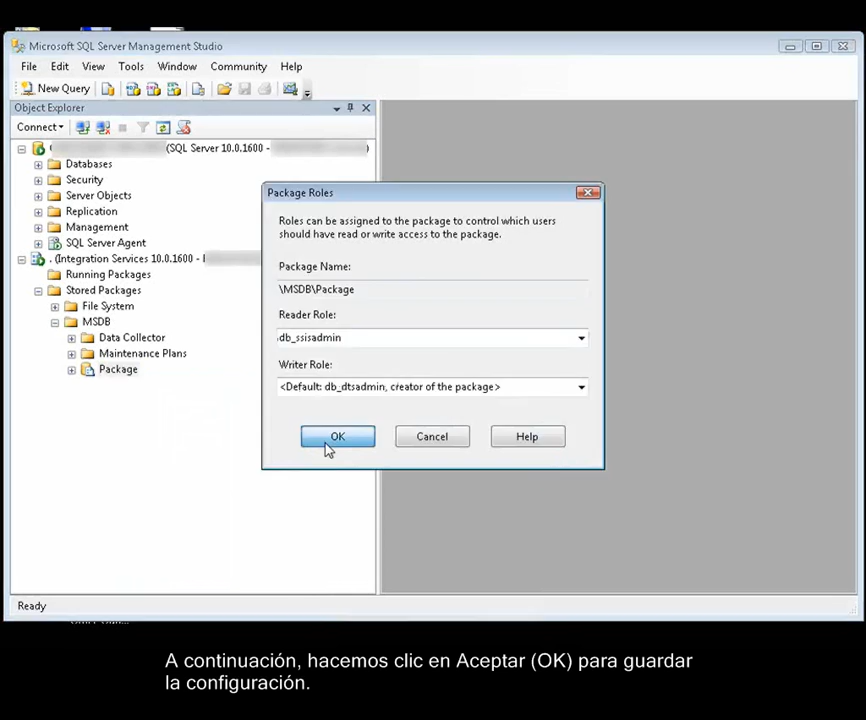 Microsoft SQL Server Management Studio
File Edit View Tools Window Community Help
New Query
Object Explorer
Connect
(SQL Server 10.0.1600 - )
Databases
Security
Server Objects
Replication
Management
SQL Server Agent
. (Integration Services 10.0.1600 -
Running Packages
Stored Packages
File System
MSDB
Data Collector
Maintenance Plans
Package
Package Roles
Roles can be assigned to the package to control which users
should have read or write access to the package.
Package Name:
\MSDB\Package
Reader Role:
db_ssisadmin
Writer Role:
<Default: db_dtsadmin, creator of the package>
OK Cancel Help
Ready
A continuación, hacemos clic en Aceptar (OK) para guardar
la configuración.